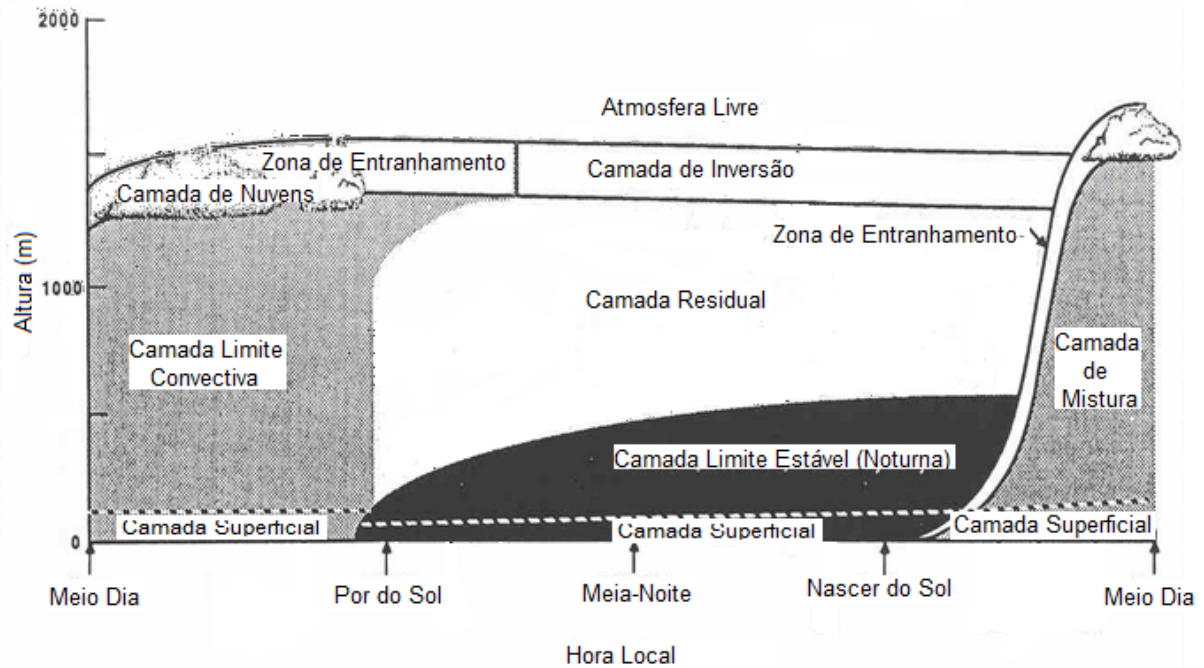 2000
Atmosfera Livre
Zona de Entranhamento
Camada de Inversão
Camada de Nuvens
Zona de Entranhamento
Altura (m)
1000
Camada Residual
Camada Limite
Convectiva
Camada
de
Mistura
Camada Limite Estável (Noturna)
Camada Superficial
Camada Superficial
Camada Superficial
0
Meio Dia
Por do Sol
Meia-Noite
Nascer do Sol
Meio Dia
Hora Local